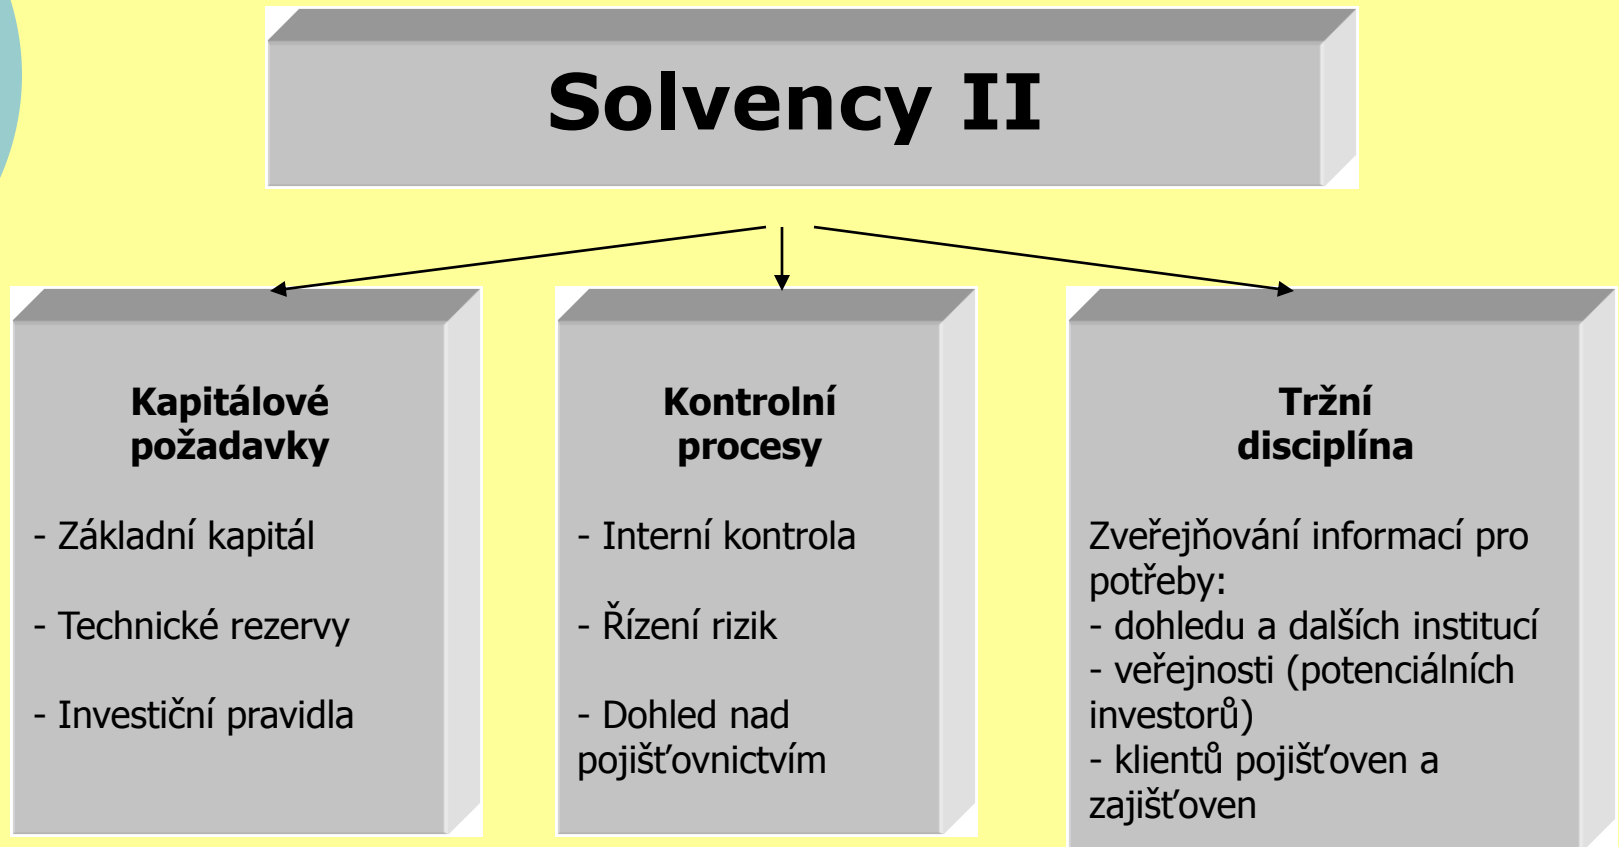 Solvency II
Kapitálové
požadavky
- Základní kapitál
- Technické rezervy
- Investiční pravidla
Kontrolní
procesy
- Interní kontrola
- Řízení rizik
- Dohled nad
pojišťovnictvím
Tržní
disciplína
Zveřejňování informací pro
potřeby:
- dohledu a dalších institucí
- veřejnosti (potenciálních
investorů)
- klientů pojišťoven a
zajišťoven